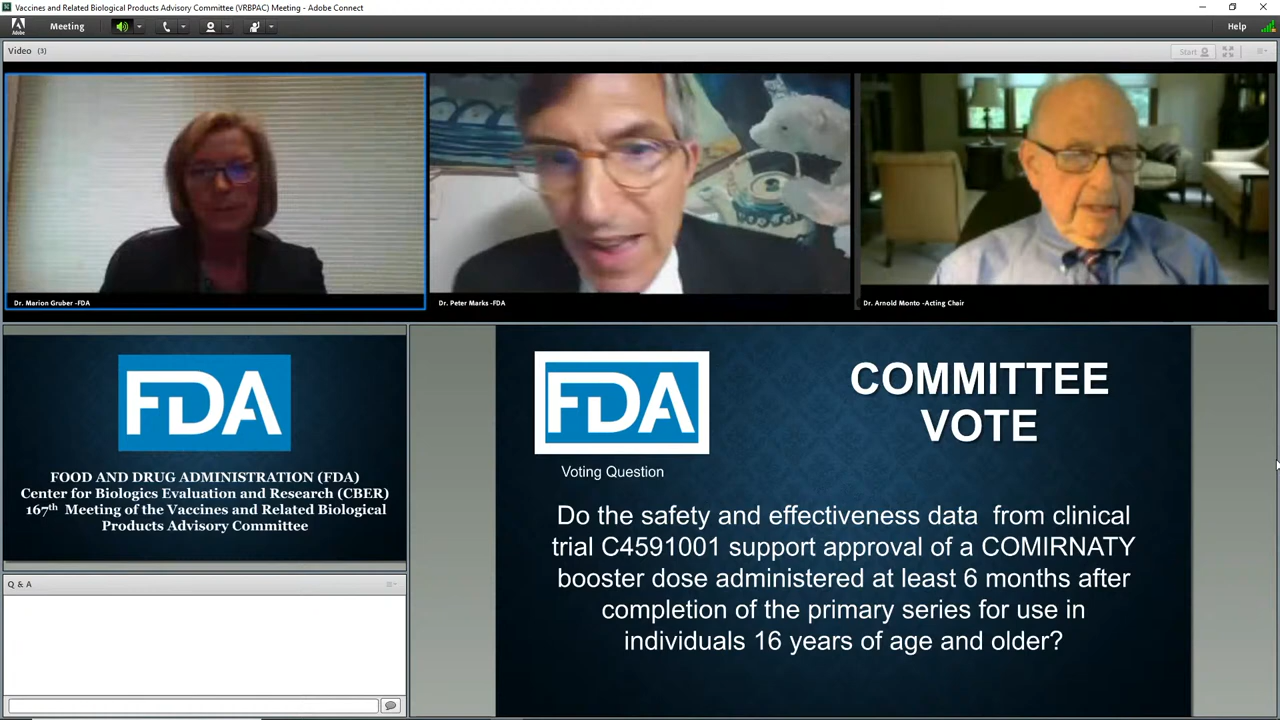 Vaccines and Related Biological Products Advisory Committee (VRBPAC) Meeting - Adobe Connect
Adobe
Meeting
Help
Video (3)
Start
Dr. Marion Gruber -FDA
Dr. Peter Marks -FDA
Dr. Arnold Monto -Acting Chair
FDA
FOOD AND DRUG ADMINISTRATION (FDA)
Center for Biologics Evaluation and Research (CBER)
167th Meeting of the Vaccines and Related Biological
Products Advisory Committee
Q & A
FDA
COMMITTEE
VOTE
Voting Question
Do the safety and effectiveness data from clinical
trial C4591001 support approval of a COMIRNATY
booster dose administered at least 6 months after
completion of the primary series for use in
individuals 16 years of age and older?